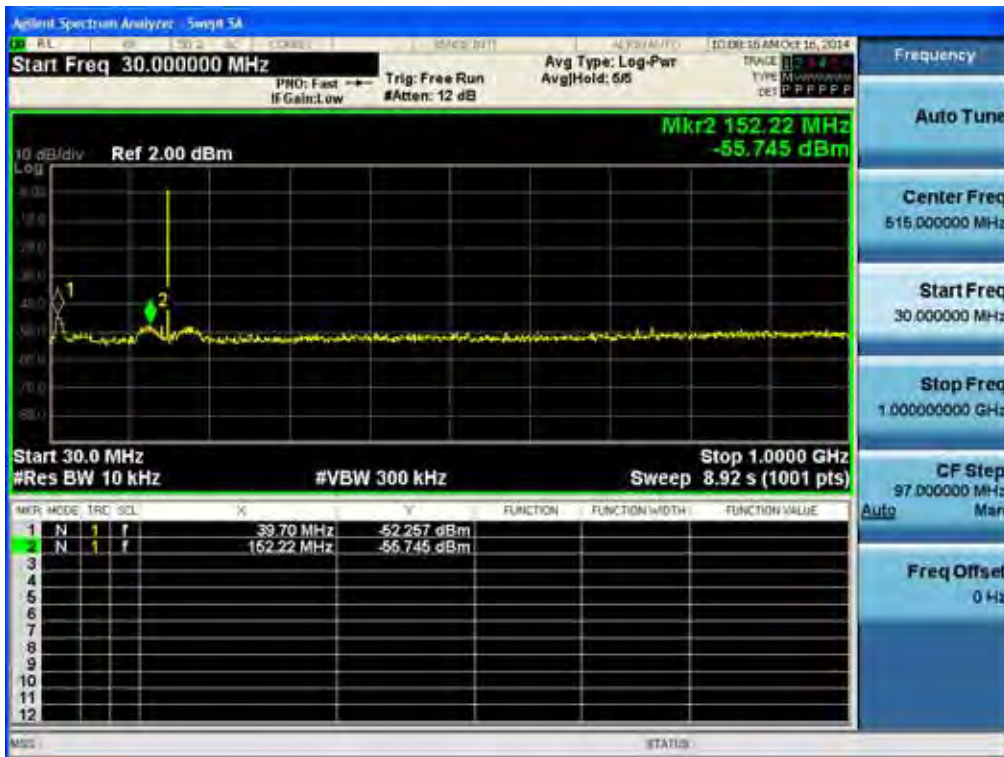 Agilent Spectrum Analyzer - Swept SA
RL
10:08:16 AM Oct 16, 2014
Start Freq 30.000000 MHz
PNO: Fast
IFGain:Low
Trig: Free Run
#Atten: 12 dB
Avg Type: Log-Pwr
Avg|Hold: 5/5
TRACE
TYPE
DET P P P P P P
Mkr2 152.22 MHz
-55.745 dBm
10 dB/div Ref 2.00 dBm
Log
1
2
Start 30.0 MHz
#Res BW 10 kHz
#VBW 300 kHz
Stop 1.0000 GHz
Sweep 8.92 s (1001 pts)
MKR MODE TRC SCL X Y FUNCTION FUNCTION WIDTH FUNCTION VALUE
1 N 1 f 39.70 MHz -52.257 dBm
2 N 1 f 152.22 MHz -55.745 dBm
3
4
5
6
7
8
9
10
11
12
MSG STATUS
Frequency
Auto Tune
Center Freq
515.000000 MHz
Start Freq
30.000000 MHz
Stop Freq
1.000000000 GHz
CF Step
97.000000 MHz
Auto Man
Freq Offset
0 Hz